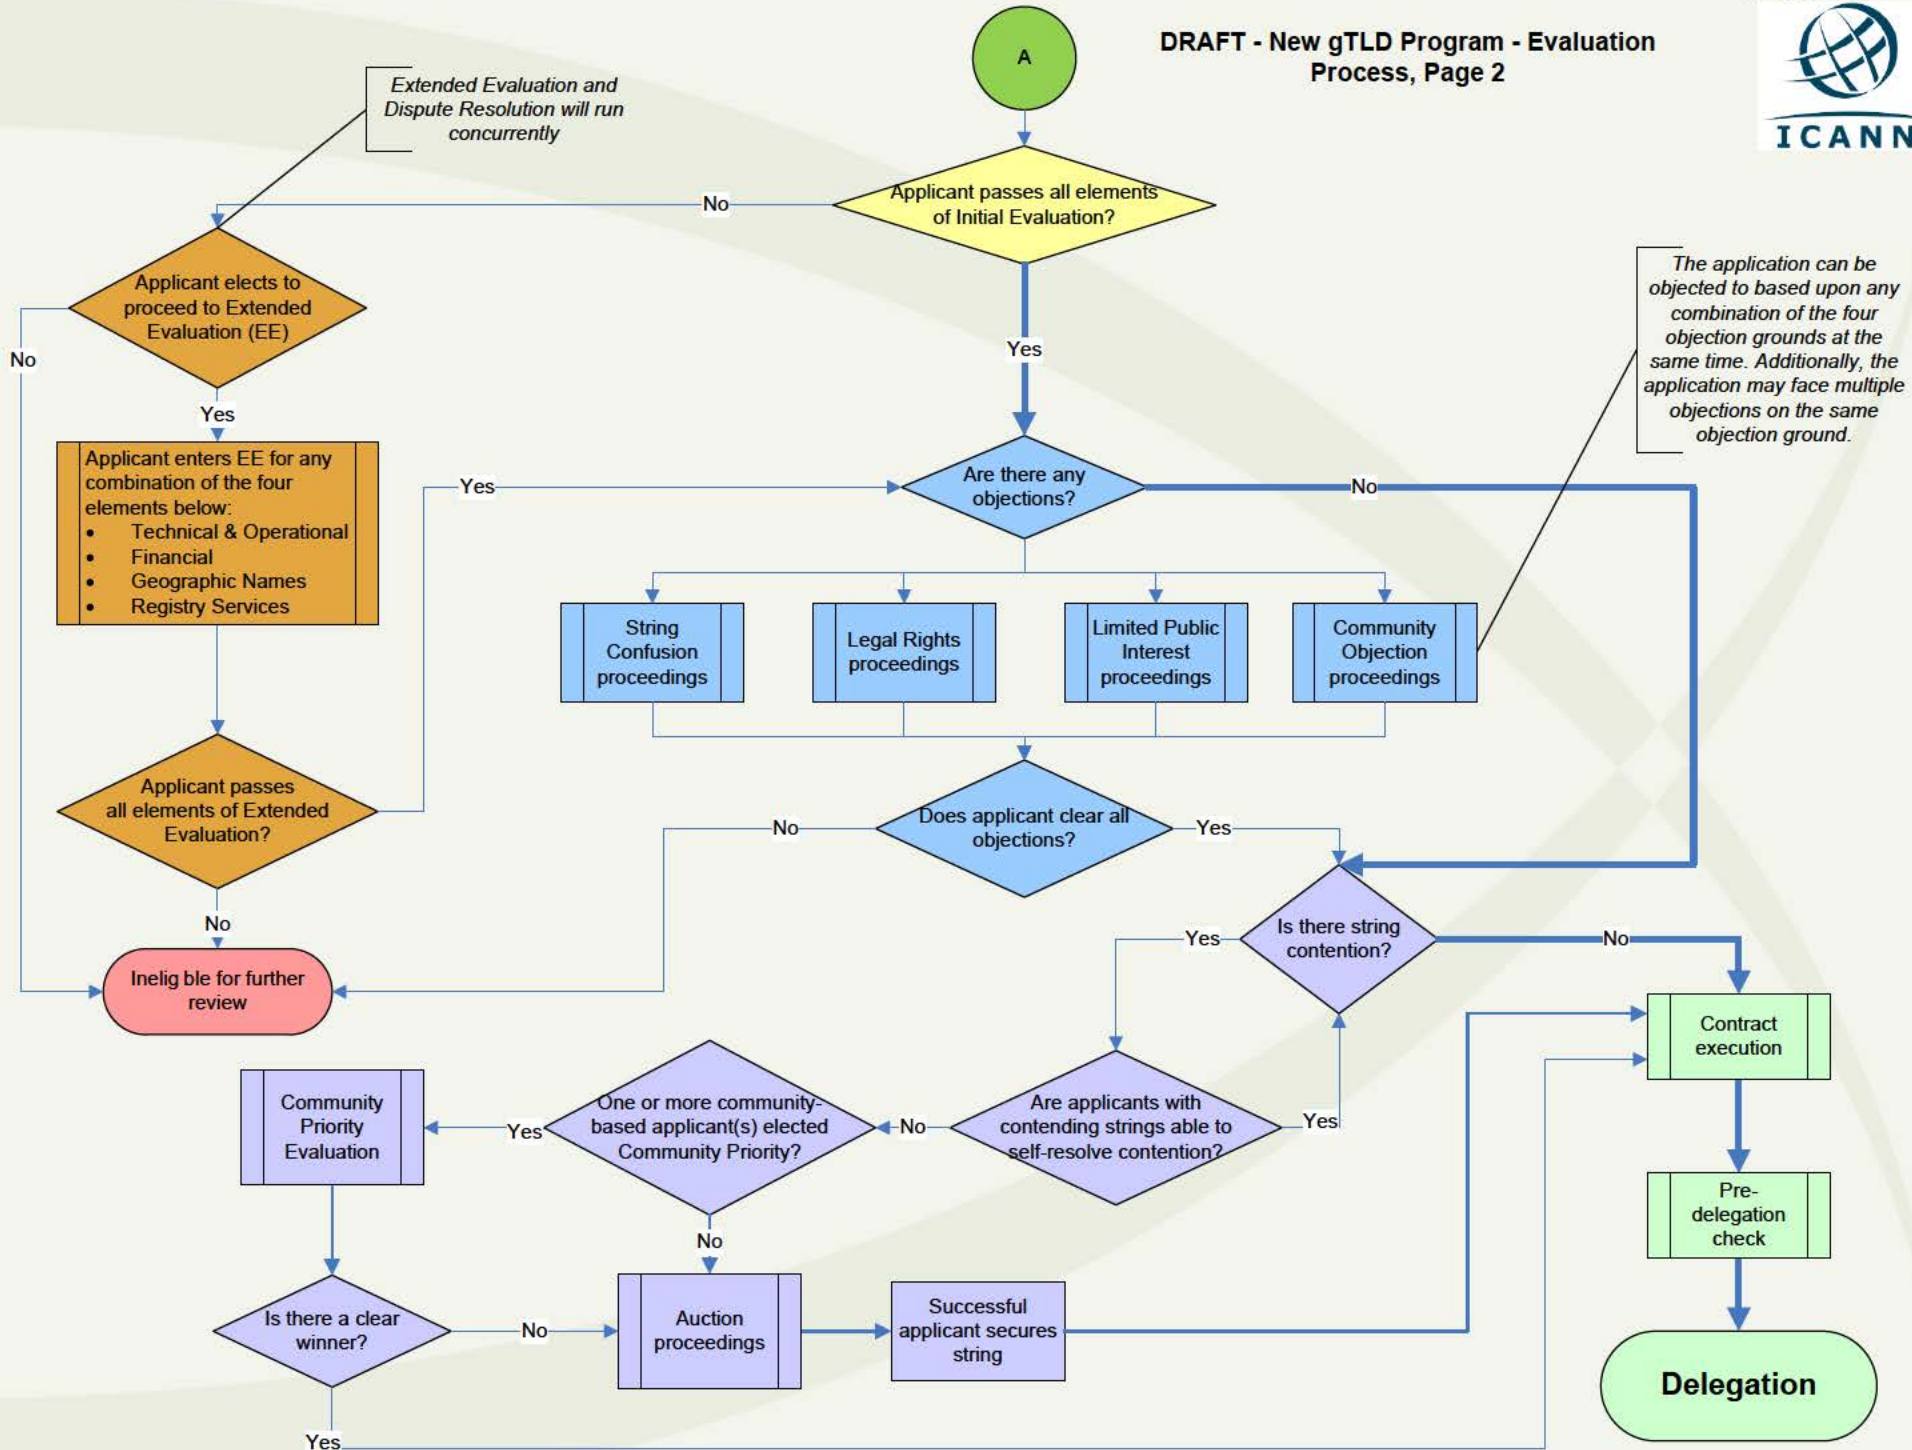 DRAFT - New gTLD Program - Evaluation
Process, Page 2
ICANN
A
Extended Evaluation and
Dispute Resolution will run
concurrently
Applicant passes all elements
of Initial Evaluation?
No
Yes
Applicant elects to
proceed to Extended
Evaluation (EE)
No
Yes
The application can be
objected to based upon any
combination of the four
objection grounds at the
same time. Additionally, the
application may face multiple
objections on the same
objection ground.
Applicant enters EE for any
combination of the four
elements below:
• Technical & Operational
• Financial
• Geographic Names
• Registry Services
Yes
Are there any
objections?
No
String
Confusion
proceedings
Legal Rights
proceedings
Limited Public
Interest
proceedings
Community
Objection
proceedings
Applicant passes
all elements of Extended
Evaluation?
No
Does applicant clear all
objections?
No
Yes
Inelig ble for further
review
Is there string
contention?
Yes
No
Contract
execution
Community
Priority
Evaluation
Yes
One or more community-
based applicant(s) elected
Community Priority?
No
Are applicants with
contending strings able to
self-resolve contention?
Yes
No
Pre-
delegation
check
Is there a clear
winner?
No
Auction
proceedings
Successful
applicant secures
string
Delegation
Yes